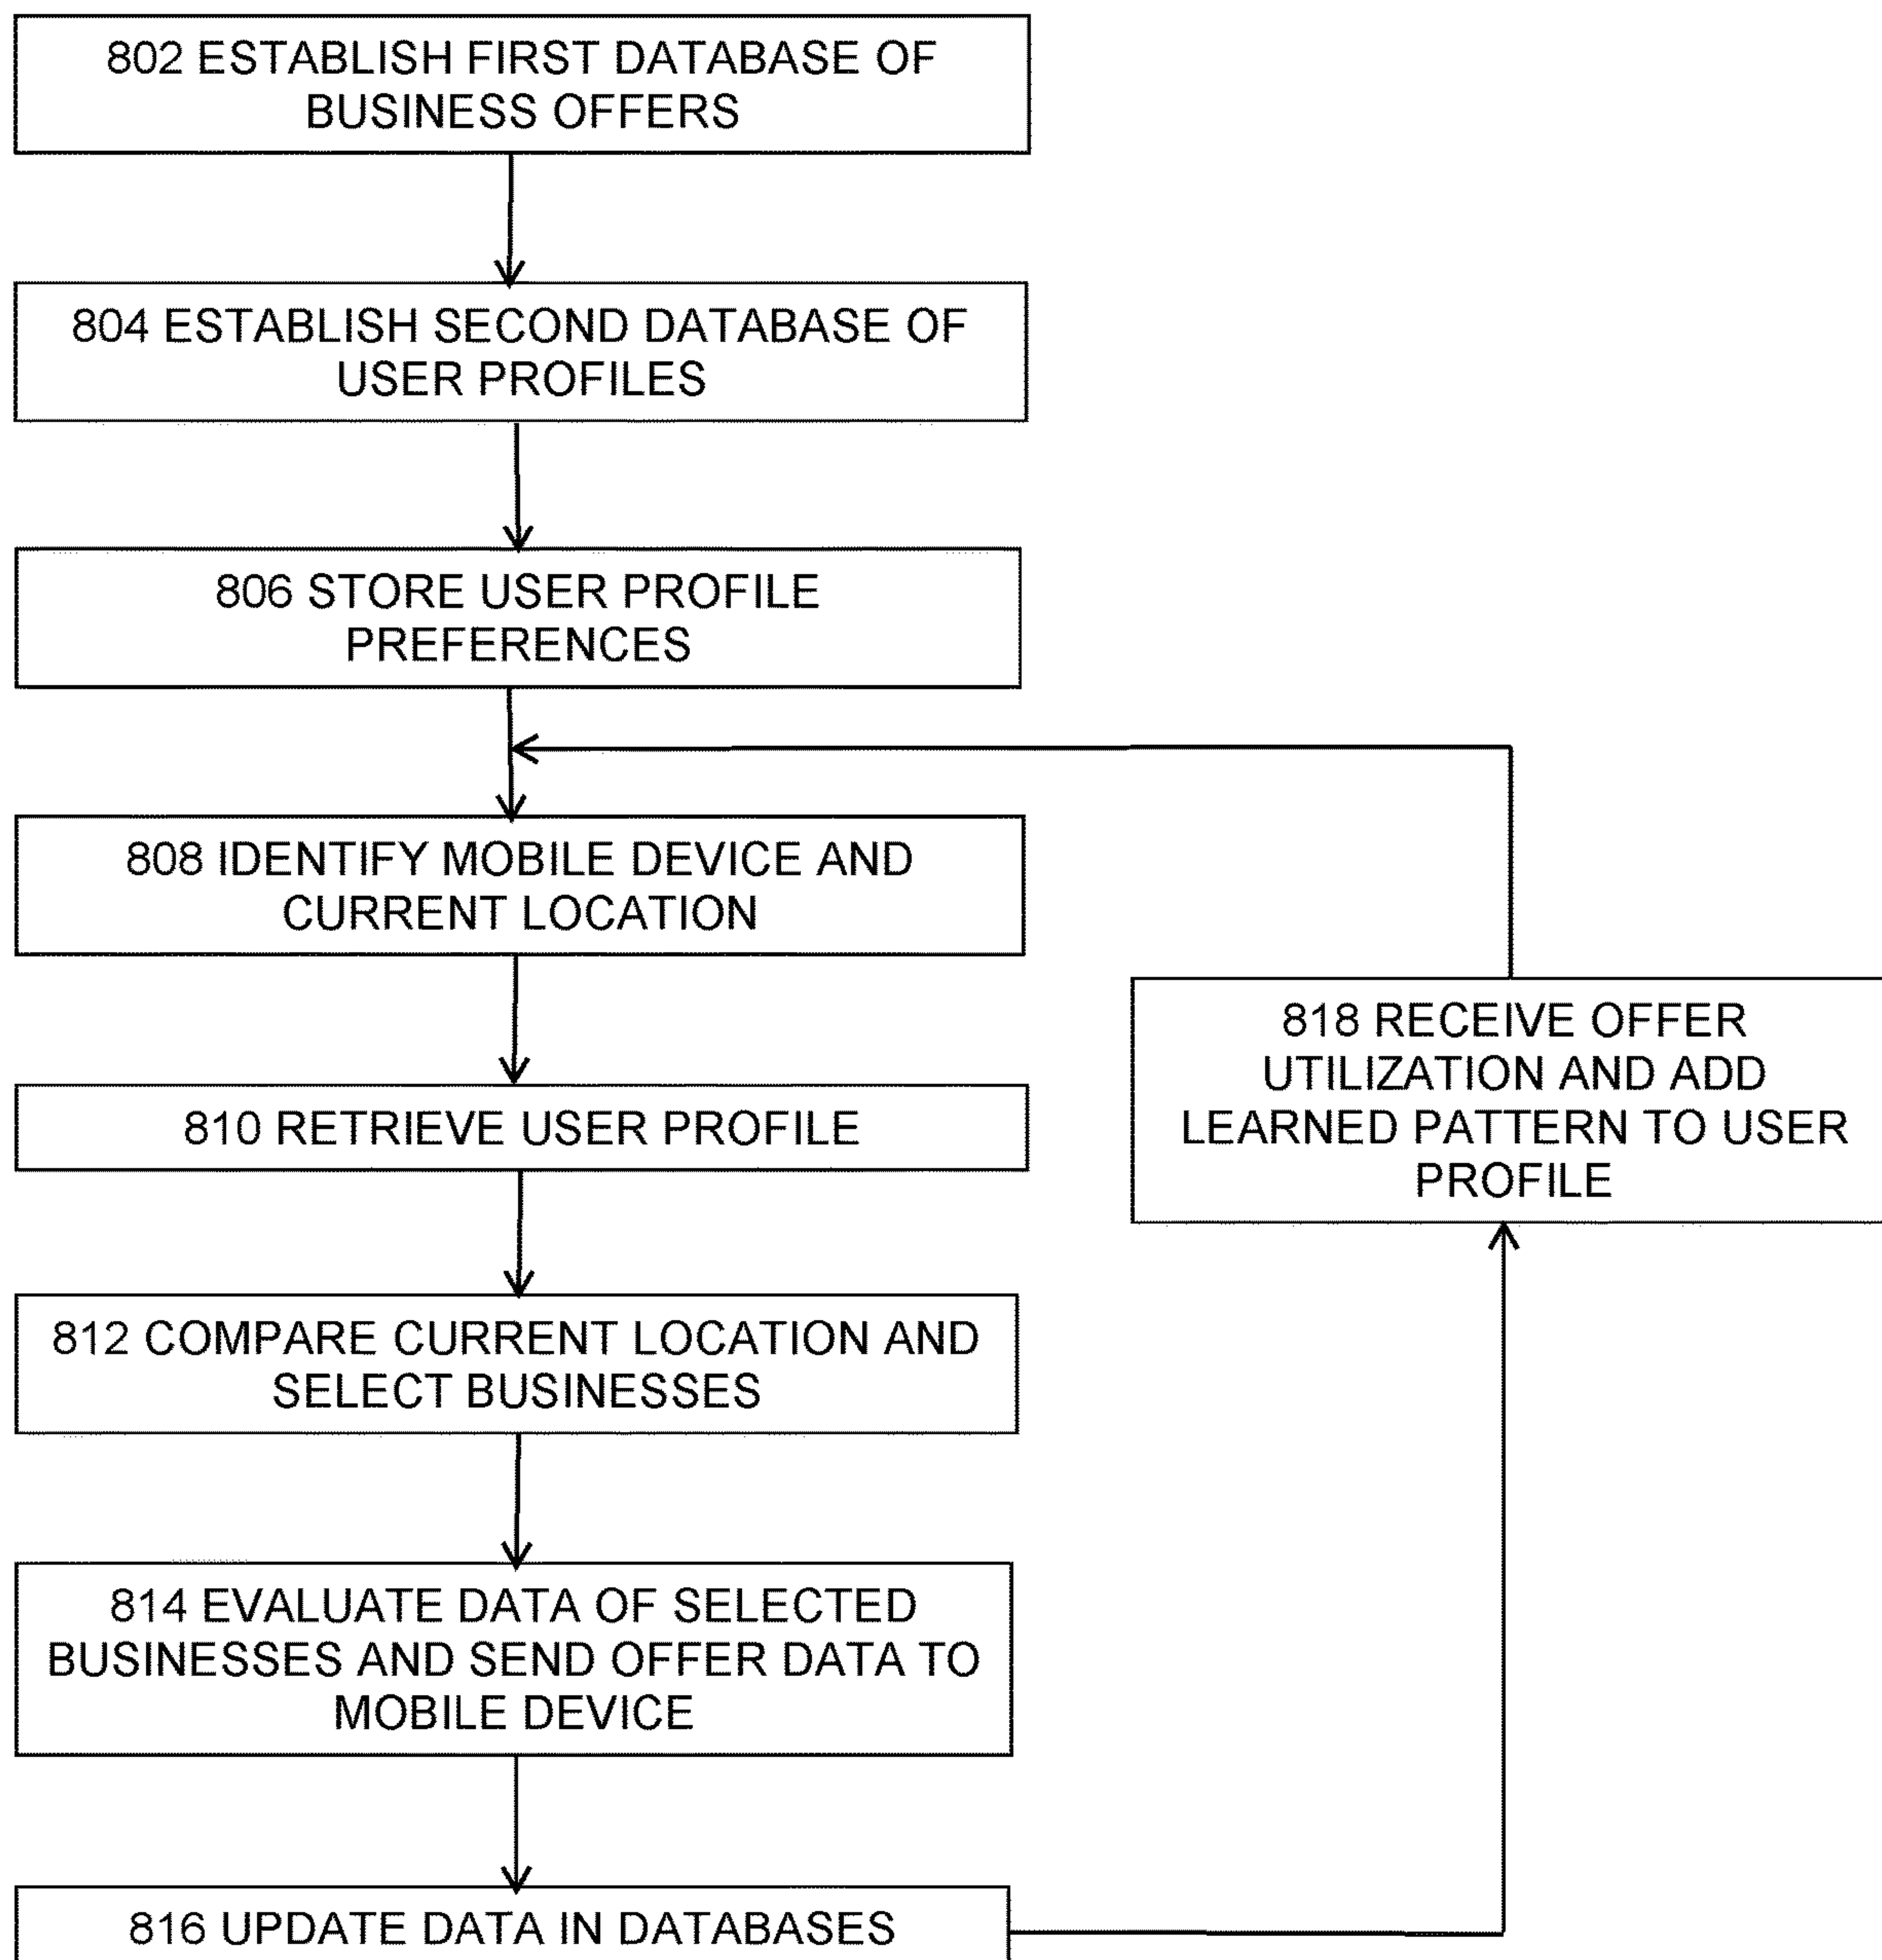 802 ESTABLISH FIRST DATABASE OF
BUSINESS OFFERS
804 ESTABLISH SECOND DATABASE OF
USER PROFILES
806 STORE USER PROFILE
PREFERENCES
808 IDENTIFY MOBILE DEVICE AND
CURRENT LOCATION
810 RETRIEVE USER PROFILE
812 COMPARE CURRENT LOCATION AND
SELECT BUSINESSES
814 EVALUATE DATA OF SELECTED
BUSINESSES AND SEND OFFER DATA TO
MOBILE DEVICE
816 UPDATE DATA IN DATABASES
818 RECEIVE OFFER
UTILIZATION AND ADD
LEARNED PATTERN TO USER
PROFILE